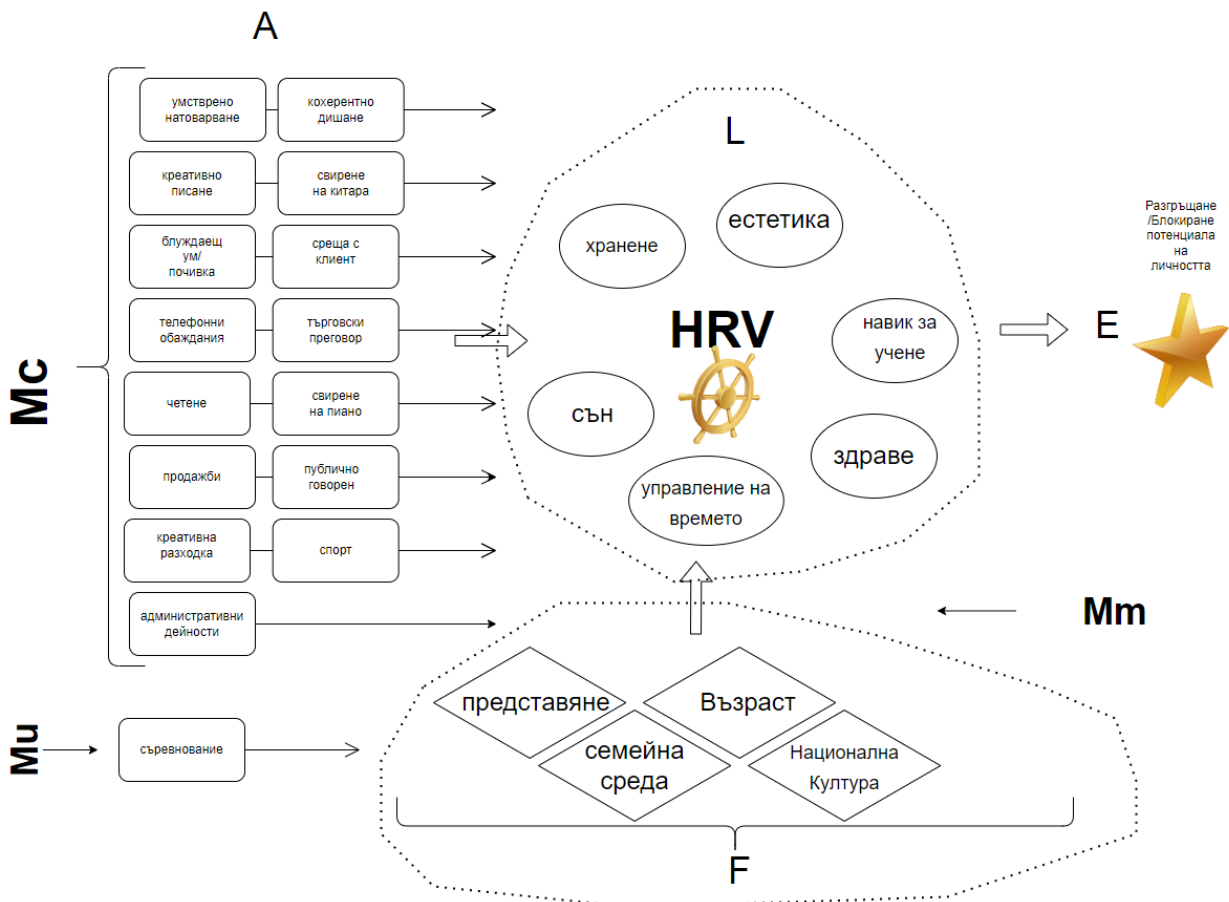 A
Mc
умствено
натоварване
кохерентно
дишане
креативно
писане
свирене
на китара
блуждаещ
ум/
почивка
среща с
клиент
телефонни
обаждания
търговски
преговор
четене
свирене
на пиано
продажби
публично
говорен
креативна
разходка
спорт
административни
дейности
L
естетика
хранене
HRV
навик за
учене
сън
здраве
управление на
времето
Разгръщане
/Блокиране
потенциала
на
личността
E
Mm
Mu
съревнование
представяне
Възраст
семейна
среда
Национална
Култура
F